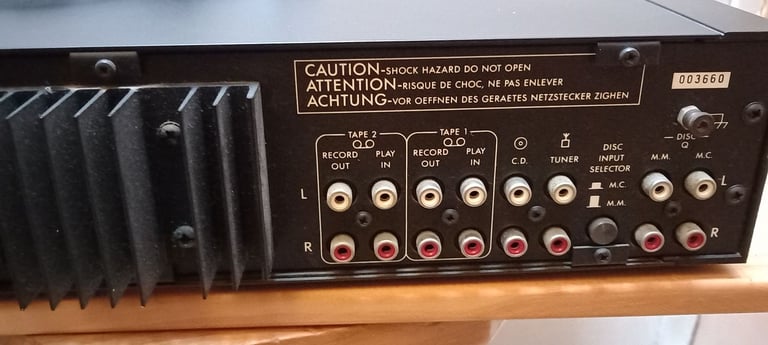 CAUTION-SHOCK HAZARD DO NOT OPEN
ATTENTION-RISQUE DE CHOC, NE PAS ENLEVER
ACHTUNG-VOR OEFFNEN DES GERAETES NETZSTECKER ZIGHEN
003660
TAPE 2
RECORD OUT
PLAY IN
TAPE 1
RECORD OUT
PLAY IN
C.D.
TUNER
DISC
INPUT
SELECTOR
M.C.
M.M.
DISC
M.M.
M.C.
L
L
R
R